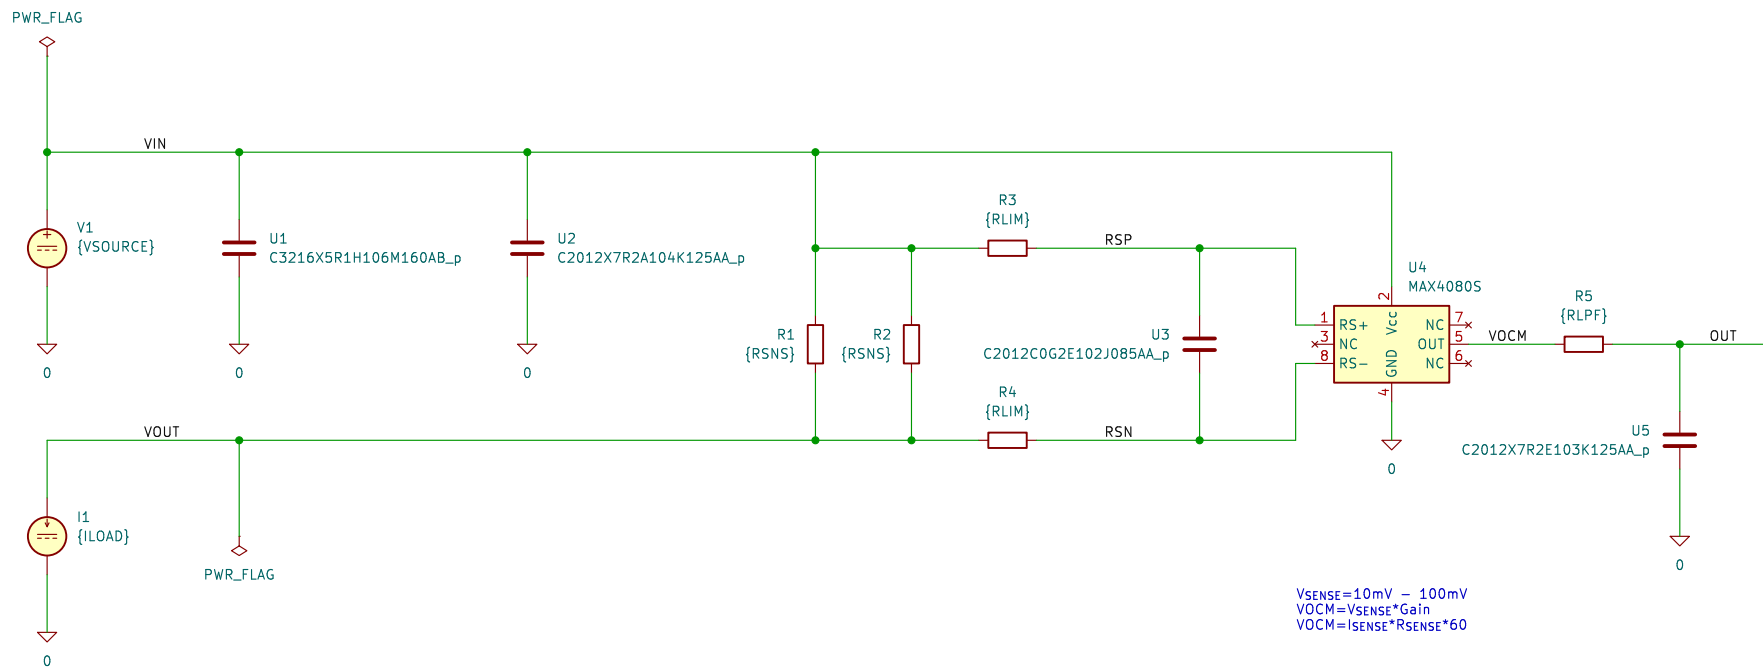 PWR_FLAG
VIN
V1
{VSOURCE}
0
U1
C3216X5R1H106M160AB_p
0
U2
C2012X7R2A104K125AA_p
0
R1
{RSNS}
R2
{RSNS}
R3
{RLIM}
RSP
U3
C2012C0G2E102J085AA_p
R4
{RLIM}
RSN
U4
MAX4080S
2
Vcc
1 RS+
3 NC
8 RS-
NC 7
OUT 5
NC 6
GND
4
0
VOCM
R5
{RLPF}
OUT
U5
C2012X7R2E103K125AA_p
0
VOUT
I1
{ILOAD}
0
PWR_FLAG
VSENSE=10mV - 100mV
VOCM=VSENSE*Gain
VOCM=ISENSE*RSENSE*60